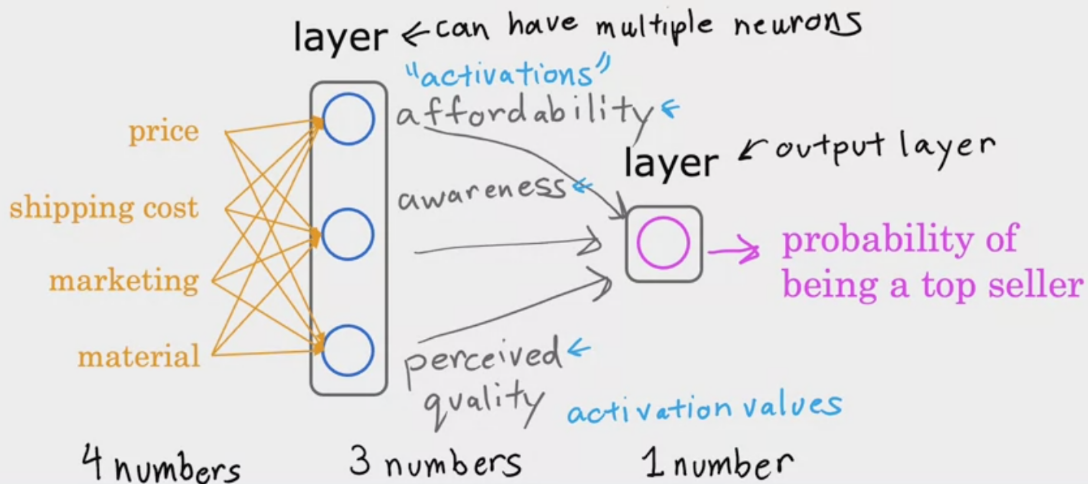 layer ← can have multiple neurons
"activations"
price
affordability ←
layer ← output layer
shipping cost
awareness ←
probability of
being a top seller
marketing
material
perceived ←
quality
activation values
4 numbers
3 numbers
1 number